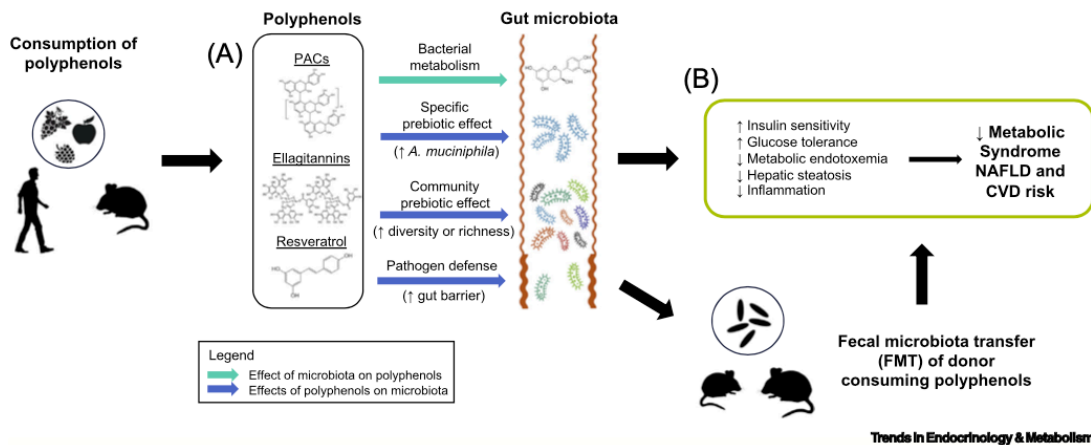 Consumption of
polyphenols
(A)
Polyphenols
PACs
Ellagitannins
Resveratrol
Bacterial
metabolism
Specific
prebiotic effect
(↑ A. muciniphila)
Community
prebiotic effect
(↑ diversity or richness)
Pathogen defense
(↑ gut barrier)
Gut microbiota
(B)
↑ Insulin sensitivity
↑ Glucose tolerance
↓ Metabolic endotoxemia
↓ Hepatic steatosis
↓ Inflammation
↓ Metabolic
Syndrome
NAFLD and
CVD risk
Fecal microbiota transfer
(FMT) of donor
consuming polyphenols
Legend
Effect of microbiota on polyphenols
Effects of polyphenols on microbiota
Trends in Endocrinology & Metabolism